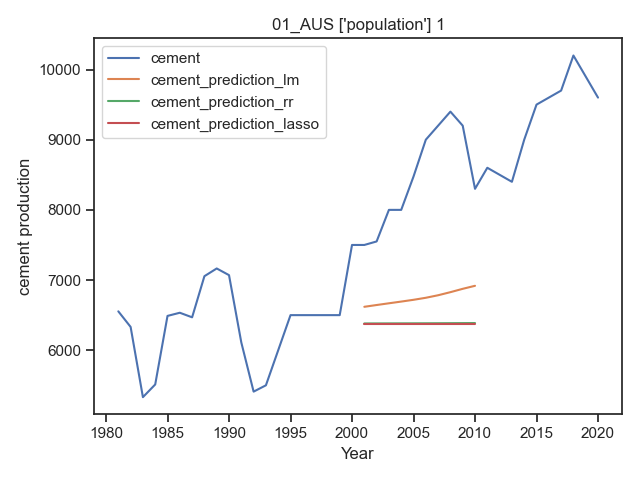 01_AUS ['population'] 1
cement
cement_prediction_lm
cement_prediction_rr
cement_prediction_lasso
10000
9000
8000
7000
6000
cement production
1980 1985 1990 1995 2000 2005 2010 2015 2020
Year